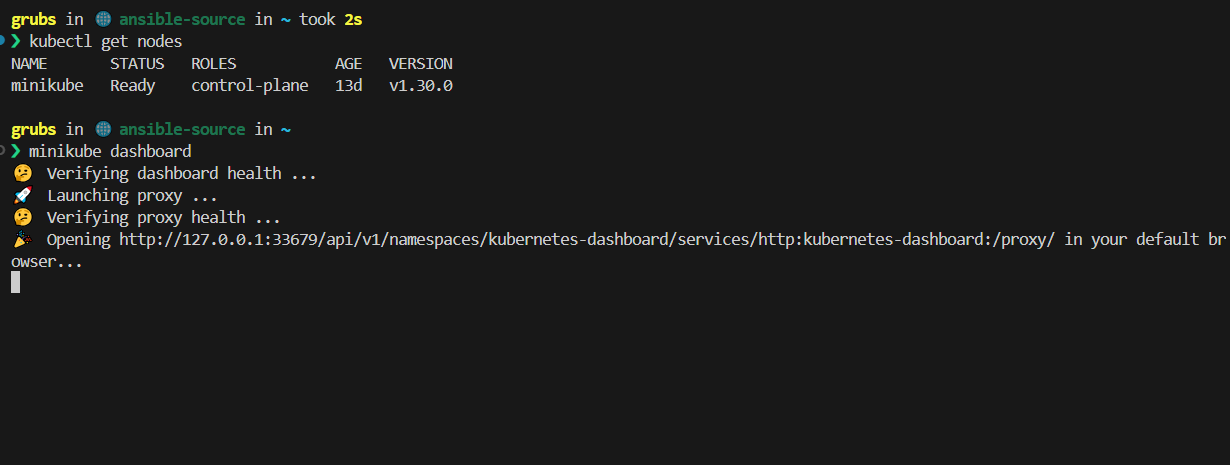 grubs in 🌐 ansible-source in ~ took 2s
❯ kubectl get nodes
NAME       STATUS   ROLES           AGE   VERSION
minikube   Ready    control-plane   13d   v1.30.0
grubs in 🌐 ansible-source in ~
❯ minikube dashboard
🤔  Verifying dashboard health ...
🚀  Launching proxy ...
🤔  Verifying proxy health ...
🎉  Opening http://127.0.0.1:33679/api/v1/namespaces/kubernetes-dashboard/services/http:kubernetes-dashboard:/proxy/ in your default br
owser...